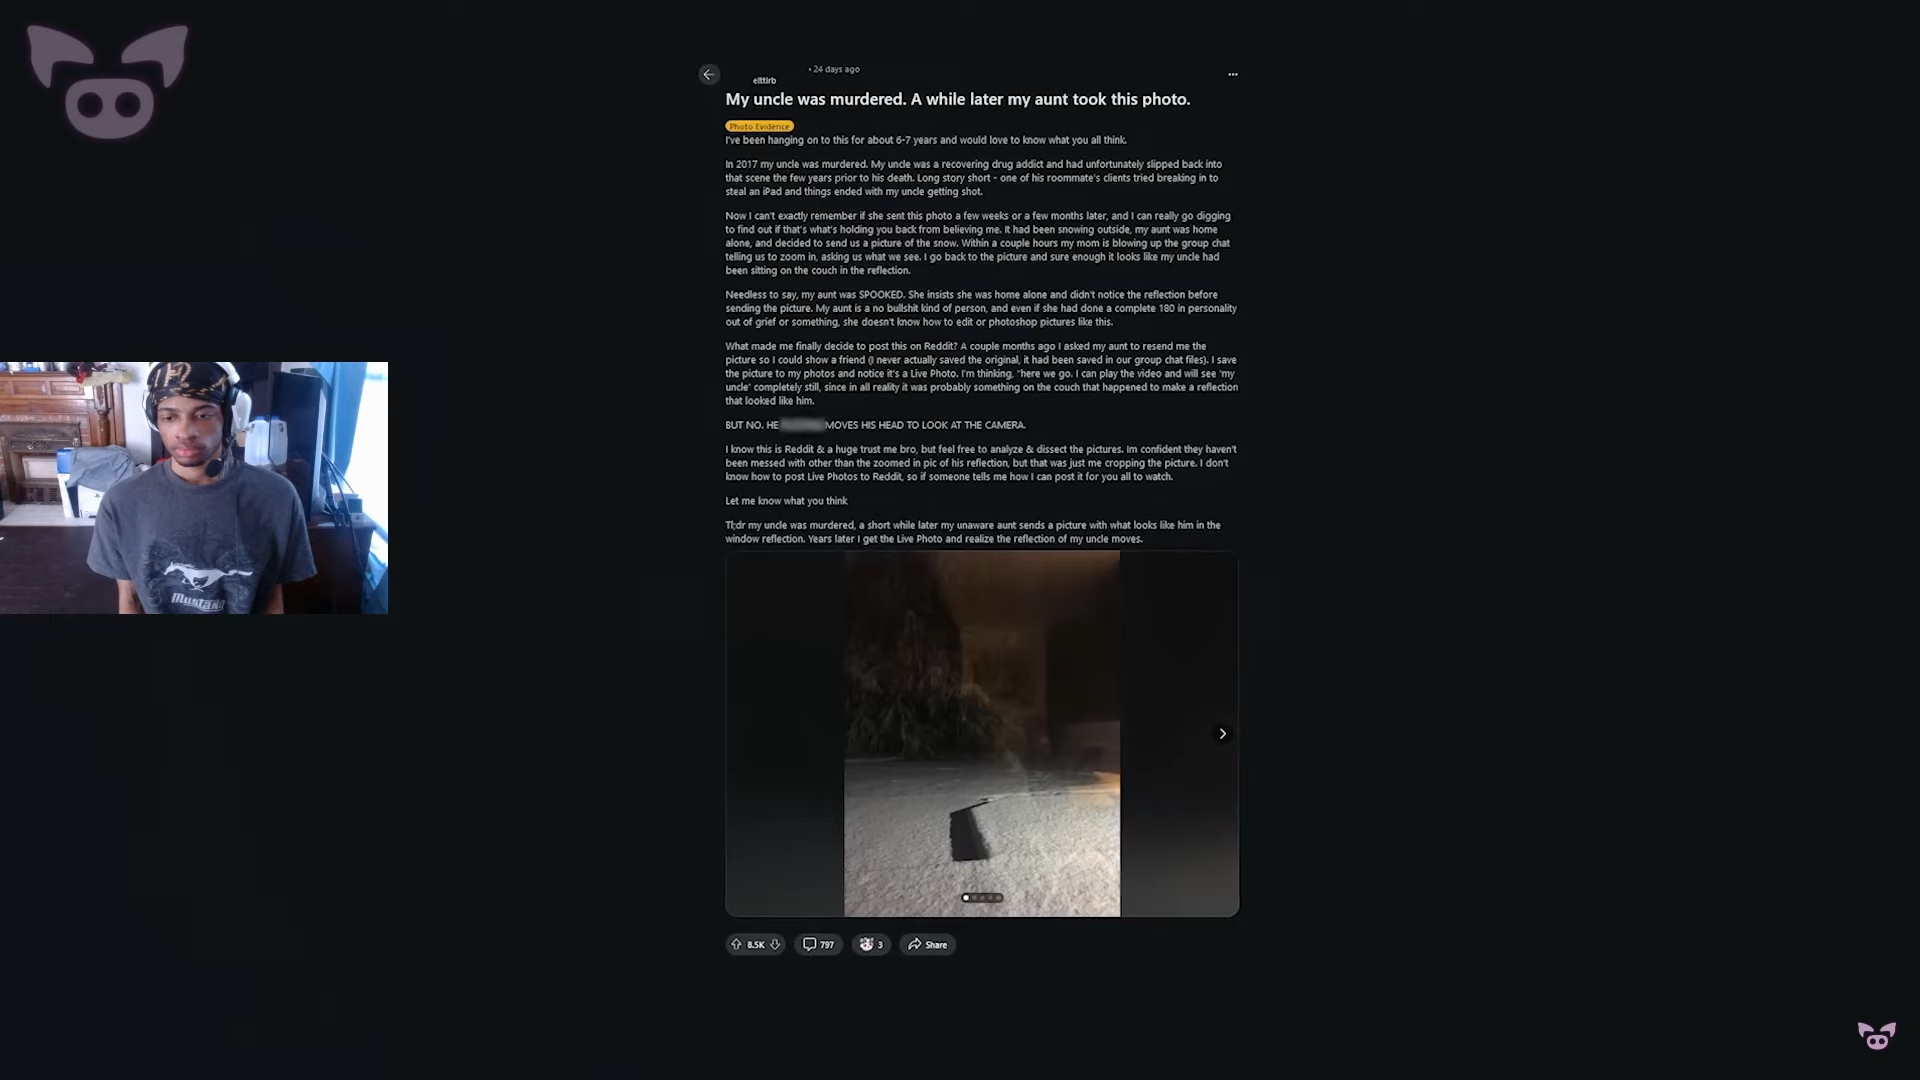 • 24 days ago
elttirb
My uncle was murdered. A while later my aunt took this photo.
Photo Evidence
I've been hanging on to this for about 6-7 years and would love to know what you all think.
In 2017 my uncle was murdered. My uncle was a recovering drug addict and had unfortunately slipped back into
that scene the few years prior to his death. Long story short - one of his roommate's clients tried breaking in to
steal an iPad and things ended with my uncle getting shot.
Now I can't exactly remember if she sent this photo a few weeks or a few months later, and I can really go digging
to find out if that's what's holding you back from believing me. It had been snowing outside, my aunt was home
alone, and decided to send us a picture of the snow. Within a couple hours my mom is blowing up the group chat
telling us to zoom in, asking us what we see. I go back to the picture and sure enough it looks like my uncle had
been sitting on the couch in the reflection.
Needless to say, my aunt was SPOOKED. She insists she was home alone and didn't notice the reflection before
sending the picture. My aunt is a no bullshit kind of person, and even if she had done a complete 180 in personality
out of grief or something, she doesn't know how to edit or photoshop pictures like this.
What made me finally decide to post this on Reddit? A couple months ago I asked my aunt to resend me the
picture so I could show a friend (I never actually saved the original, it had been saved in our group chat files). I save
the picture to my photos and notice it's a Live Photo. I'm thinking, "here we go. I can play the video and will see 'my
uncle' completely still, since in all reality it was probably something on the couch that happened to make a reflection
that looked like him.
BUT NO. HE MOVES HIS HEAD TO LOOK AT THE CAMERA.
I know this is Reddit & a huge trust me bro, but feel free to analyze & dissect the pictures. Im confident they haven't
been messed with other than the zoomed in pic of his reflection, but that was just me cropping the picture. I don't
know how to post Live Photos to Reddit, so if someone tells me how I can post it for you all to watch.
Let me know what you think
Tl;dr my uncle was murdered, a short while later my unaware aunt sends a picture with what looks like him in the
window reflection. Years later I get the Live Photo and realize the reflection of my uncle moves.
Mustang
8.5K 797 3 Share